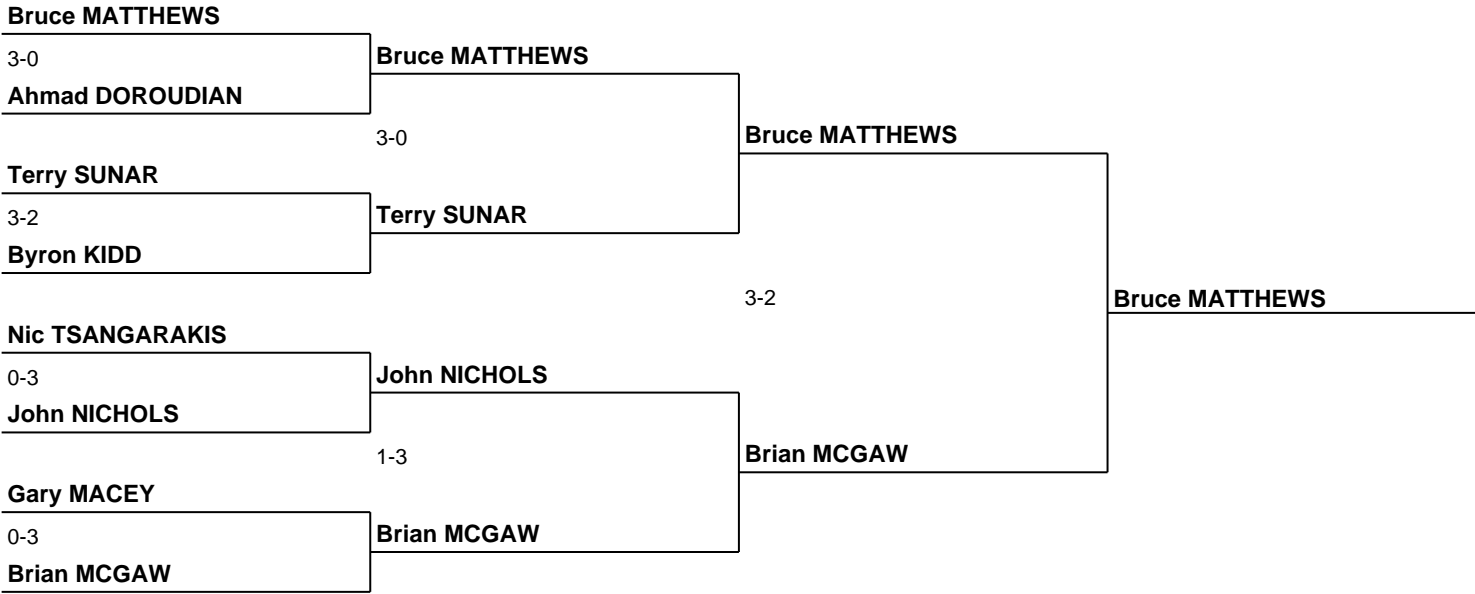 Bruce MATTHEWS
3-0
Bruce MATTHEWS
Ahmad DOROUDIAN
3-0
Bruce MATTHEWS
Terry SUNAR
3-2
Terry SUNAR
Byron KIDD
3-2
Bruce MATTHEWS
Nic TSANGARAKIS
0-3
John NICHOLS
John NICHOLS
1-3
Brian MCGAW
Gary MACEY
0-3
Brian MCGAW
Brian MCGAW